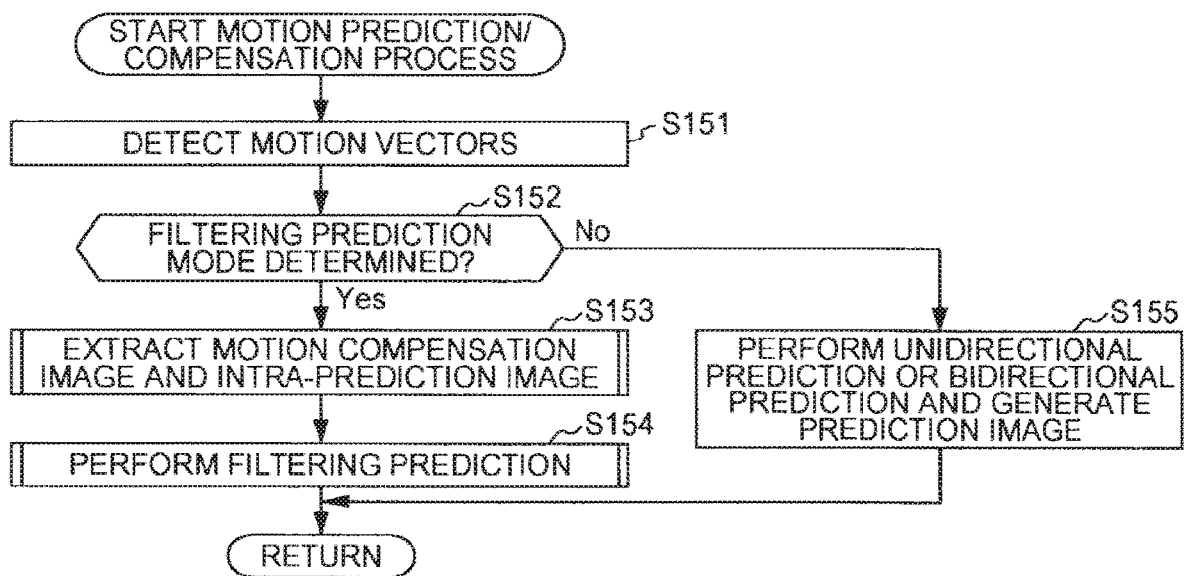 START MOTION PREDICTION/
COMPENSATION PROCESS
S151
DETECT MOTION VECTORS
S152
FILTERING PREDICTION
MODE DETERMINED?
No
Yes
S153
EXTRACT MOTION COMPENSATION
IMAGE AND INTRA-PREDICTION IMAGE
S155
PERFORM UNIDIRECTIONAL
PREDICTION OR BIDIRECTIONAL
PREDICTION AND GENERATE
PREDICTION IMAGE
S154
PERFORM FILTERING PREDICTION
RETURN